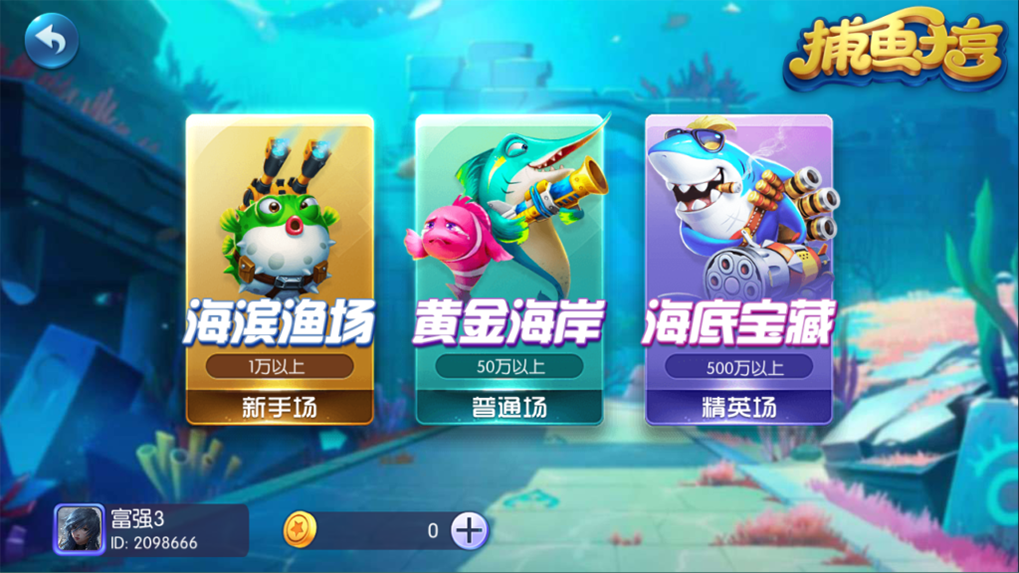 捕鱼大亨
海滨渔场
1万以上
新手场
黄金海岸
50万以上
普通场
海底宝藏
500万以上
精英场
富强3
ID: 2098666
0